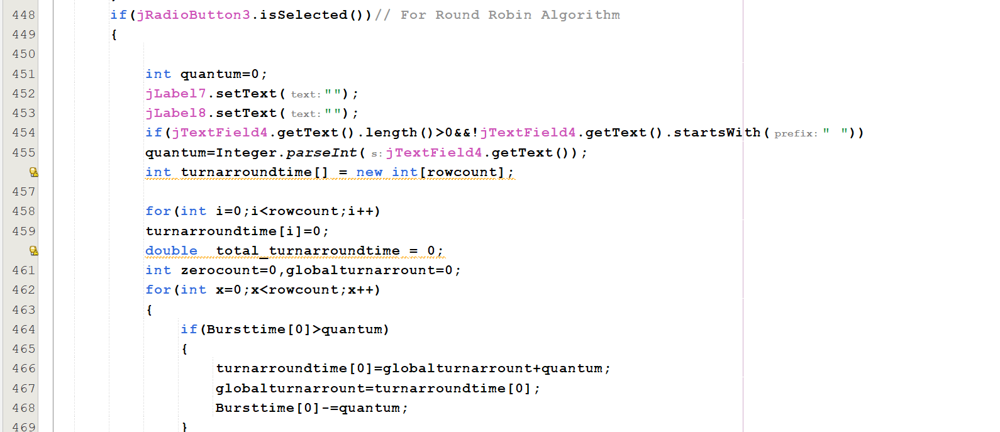 448 if(jRadioButton3.isSelected())// For Round Robin Algorithm
449 {
450
451 int quantum=0;
452 jLabel7.setText( text: "");
453 jLabel8.setText( text: "");
454 if(jTextField4.getText().length()>0&&!jTextField4.getText().startsWith( prefix: " "))
455 quantum=Integer.parseInt( s: jTextField4.getText());
int turnarroundtime[] = new int[rowcount];
457
458 for(int i=0;i<rowcount;i++)
459 turnarroundtime[i]=0;
double  total_turnarroundtime = 0;
461 int zerocount=0,globalturnarrount=0;
462 for(int x=0;x<rowcount;x++)
463 {
464 if(Bursttime[0]>quantum)
465 {
466 turnarroundtime[0]=globalturnarrount+quantum;
467 globalturnarrount=turnarroundtime[0];
468 Bursttime[0]-=quantum;
469 }